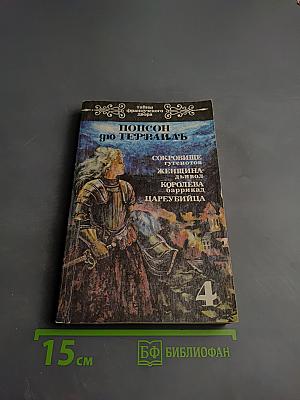 тайны
французского
двора
ПОНСОН
дю ТЕРРАЙЛЬ
СОКРОВИЩЕ
гугенотов
ЖЕНЩИНА-
дьявол
КОРОЛЕВА
баррикад
ЦАРЕУБИЙЦА
4
15 см
БФ БИБЛИОФАН